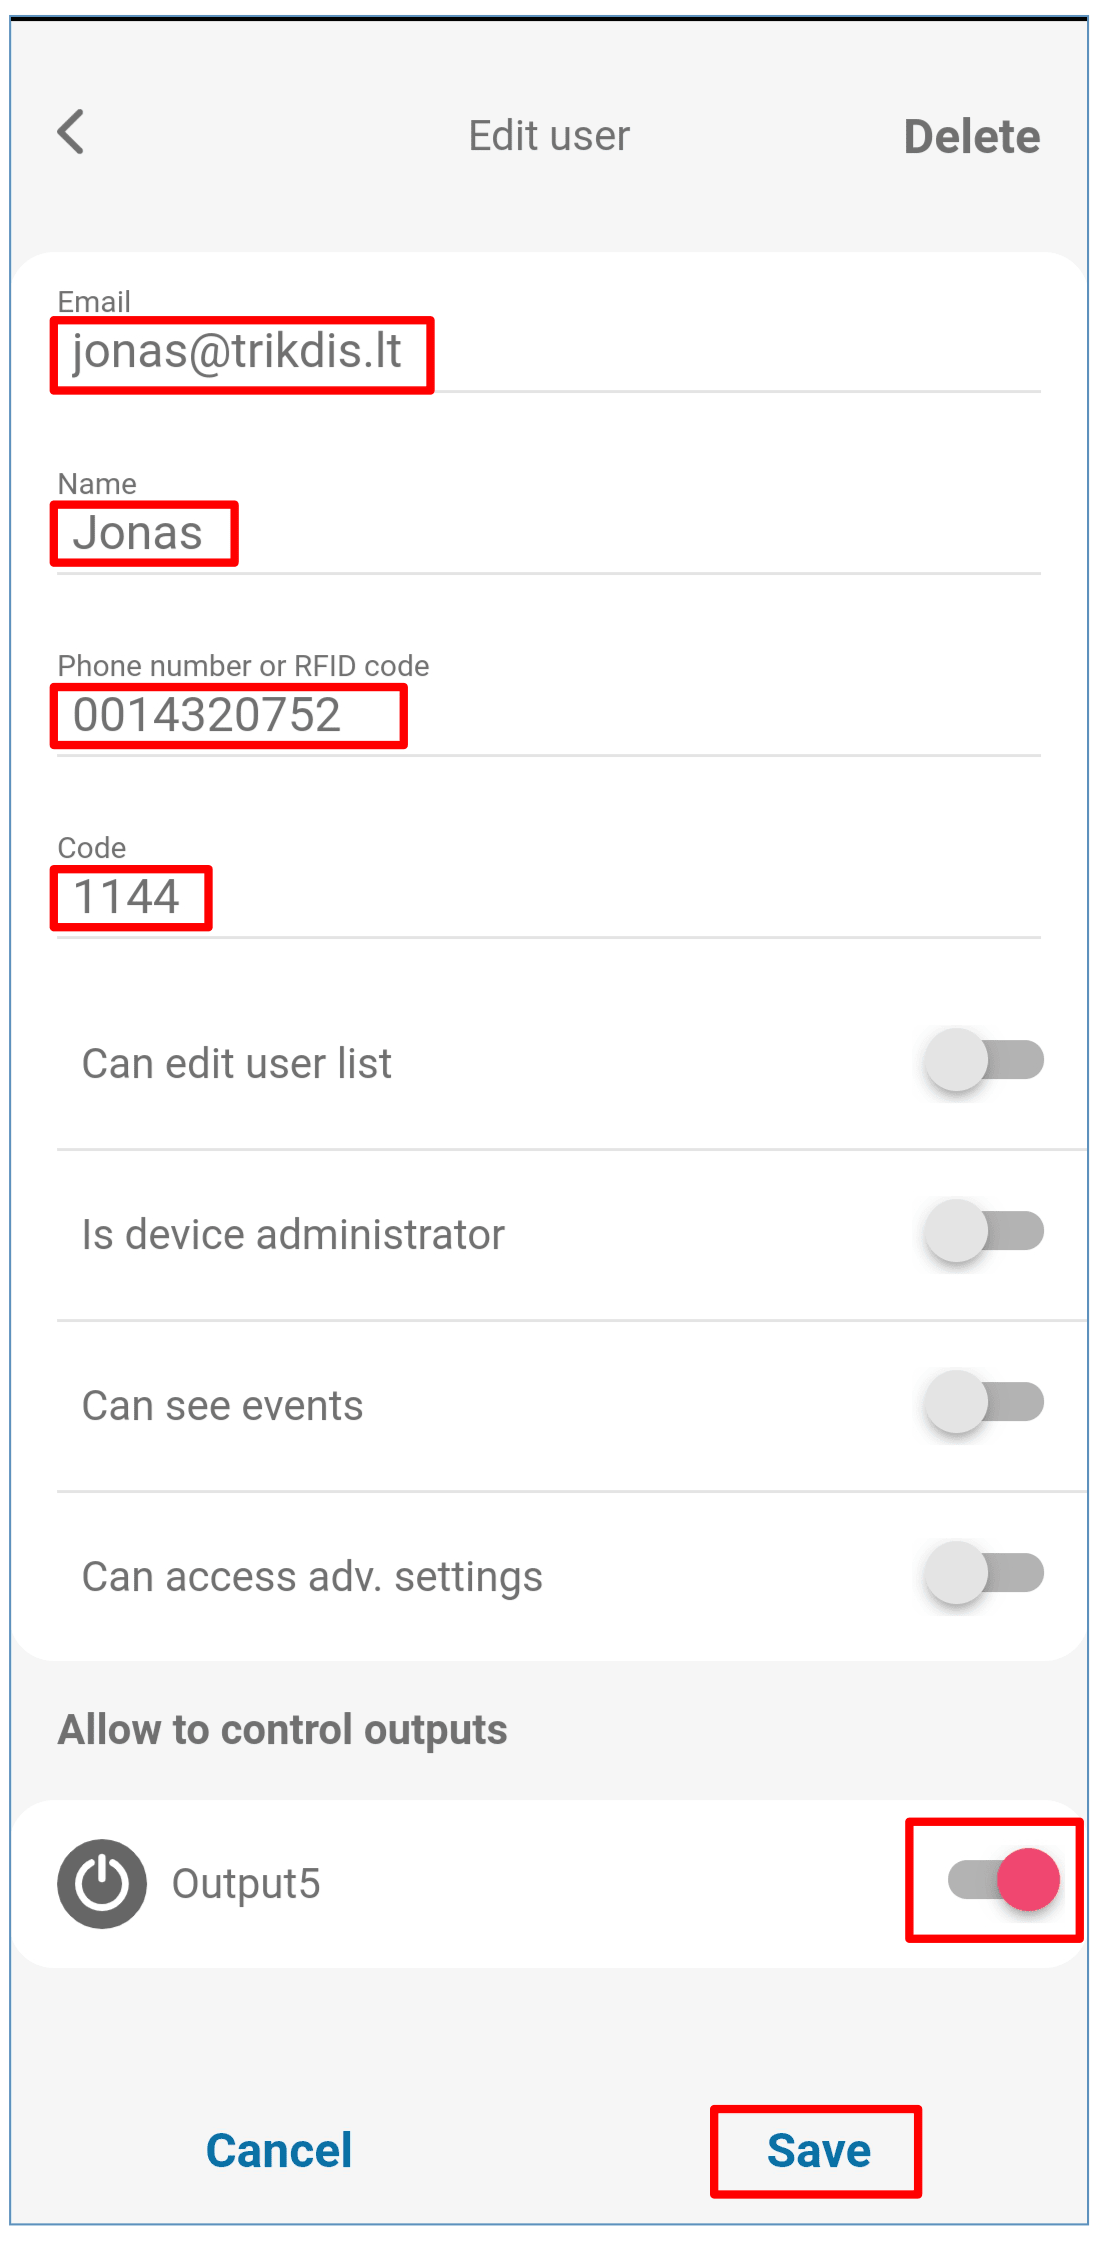 Edit user
Delete
Email
jonas@trikdis.lt
Name
Jonas
Phone number or RFID code
0014320752
Code
1144
Can edit user list
Is device administrator
Can see events
Can access adv. settings
Allow to control outputs
Output5
Cancel
Save